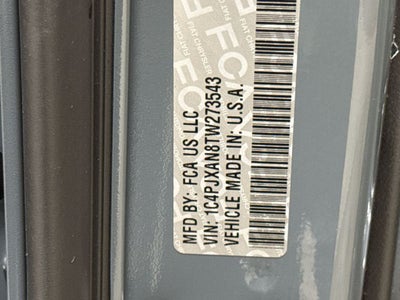 MFD BY: FCA US LLC
VIN: 1C4PJXAN8TW273543
VEHICLE MADE IN: U.S.A.